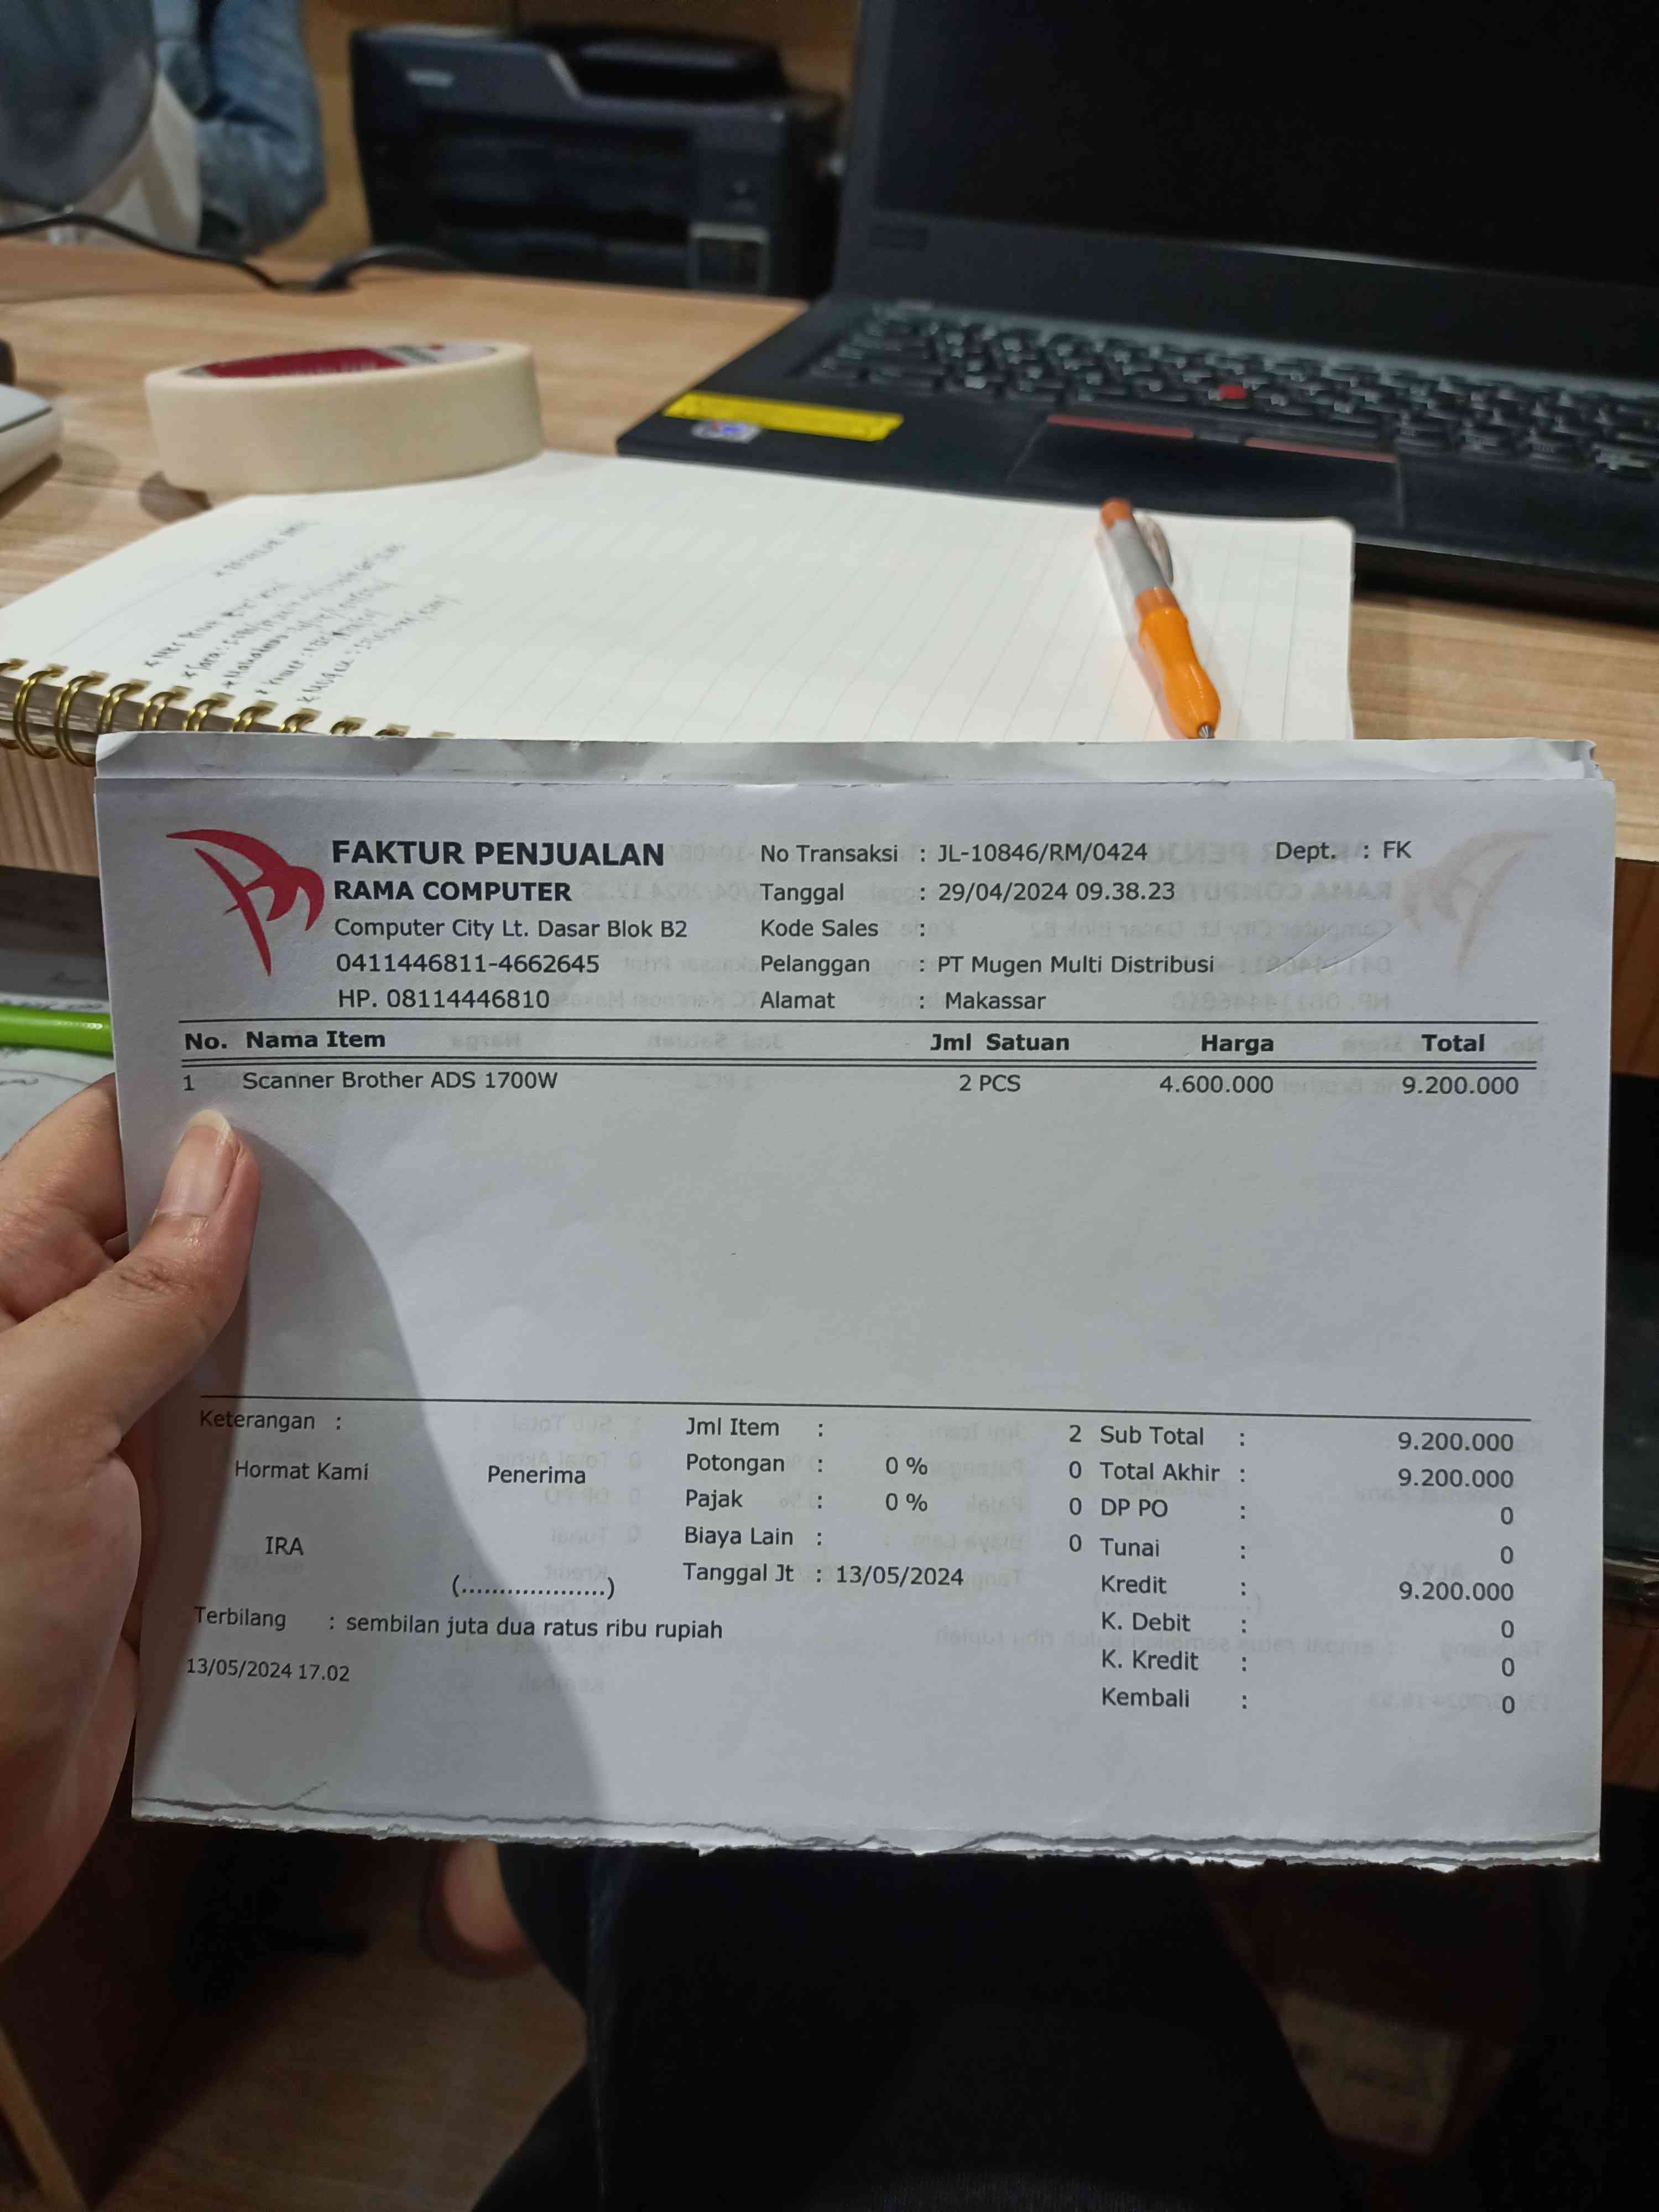 FAKTUR PENJUALAN
RAMA COMPUTER
Computer City Lt. Dasar Blok B2
0411446811-4662645
HP. 08114446810
No Transaksi : JL-10846/RM/0424 Dept. : FK
Tanggal : 29/04/2024 09.38.23
Kode Sales :
Pelanggan : PT Mugen Multi Distribusi
Alamat : Makassar
No. Nama Item Jml Satuan Harga Total
1 Scanner Brother ADS 1700W 2 PCS 4.600.000 9.200.000
Keterangan :
Hormat Kami Penerima
IRA
(...................)
Terbilang : sembilan juta dua ratus ribu rupiah
13/05/2024 17.02
Jml Item : 2
Potongan : 0 % 0
Pajak : 0 % 0
Biaya Lain : 0
Tanggal Jt : 13/05/2024
Sub Total : 9.200.000
Total Akhir : 9.200.000
DP PO : 0
Tunai : 0
Kredit : 9.200.000
K. Debit : 0
K. Kredit : 0
Kembali : 0